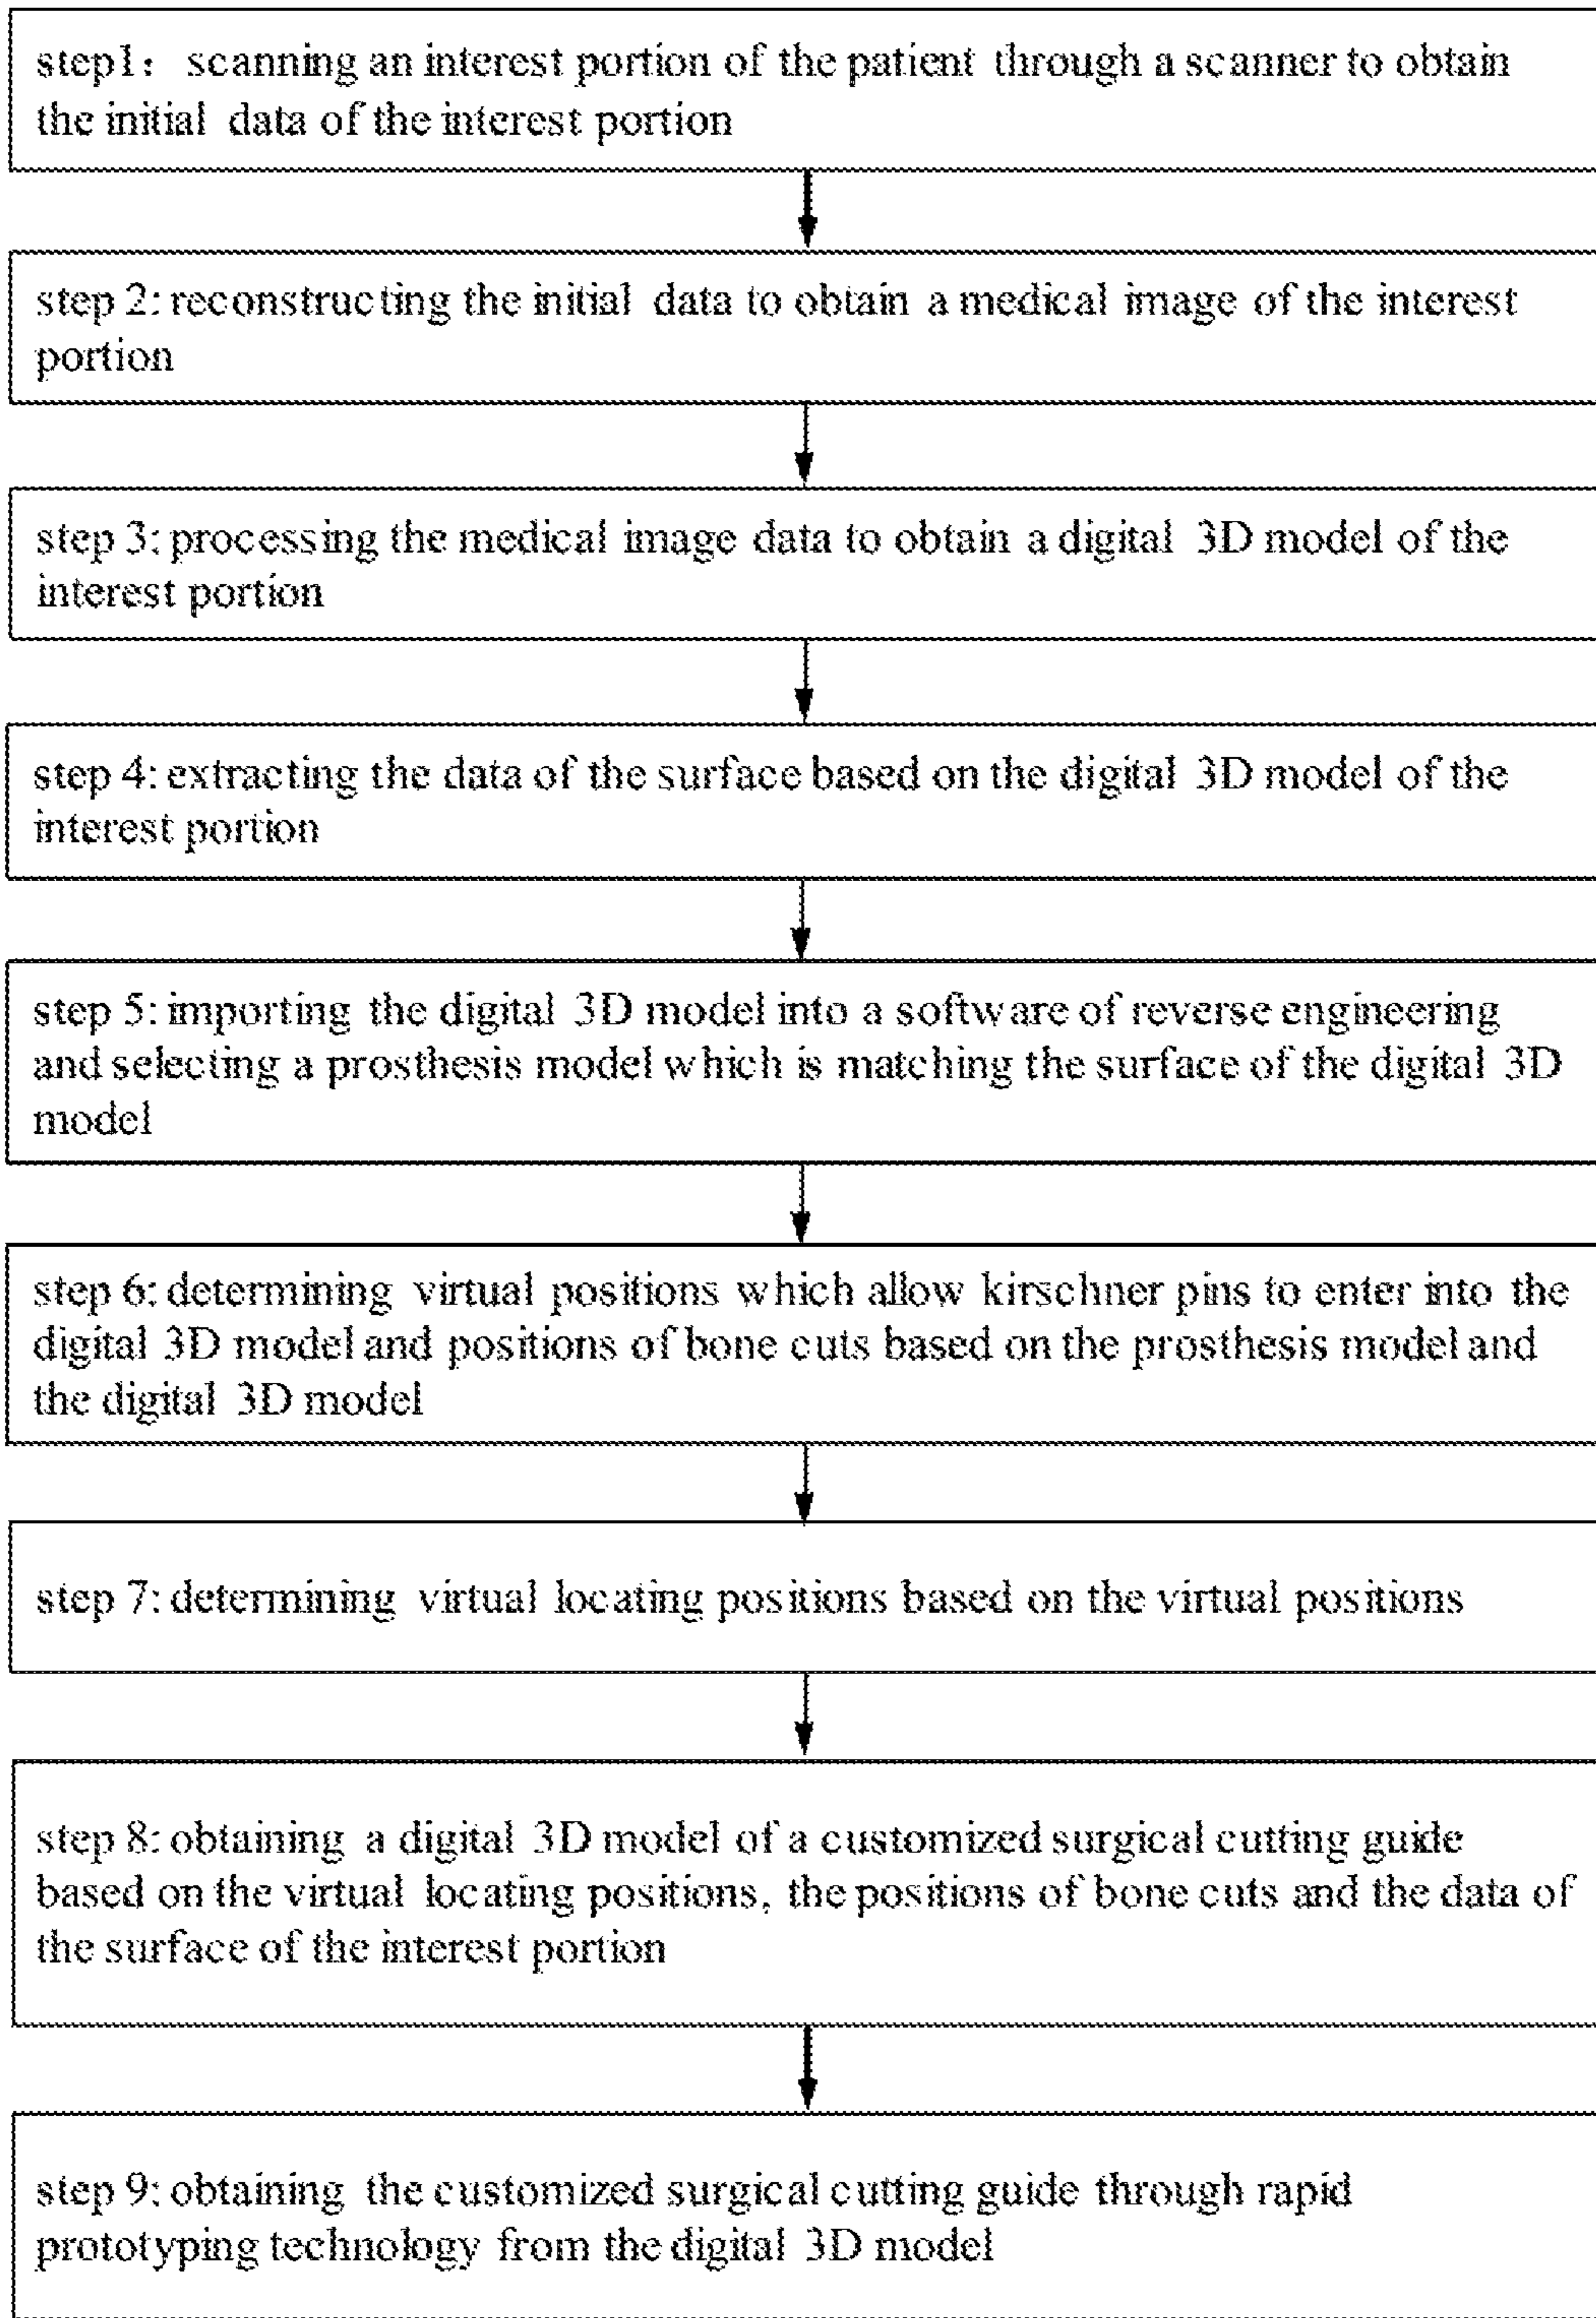 step1: scanning an interest portion of the patient through a scanner to obtain
the initial data of the interest portion
step 2: reconstructing the initial data to obtain a medical image of the interest
portion
step 3: processing the medical image data to obtain a digital 3D model of the
interest portion
step 4: extracting the data of the surface based on the digital 3D model of the
interest portion
step 5: importing the digital 3D model into a software of reverse engineering
and selecting a prosthesis model which is matching the surface of the digital 3D
model
step 6: determining virtual positions which allow kirschner pins to enter into the
digital 3D model and positions of bone cuts based on the prosthesis model and
the digital 3D model
step 7: determining virtual locating positions based on the virtual positions
step 8: obtaining a digital 3D model of a customized surgical cutting guide
based on the virtual locating positions, the positions of bone cuts and the data of
the surface of the interest portion
step 9: obtaining the customized surgical cutting guide through rapid
prototyping technology from the digital 3D model